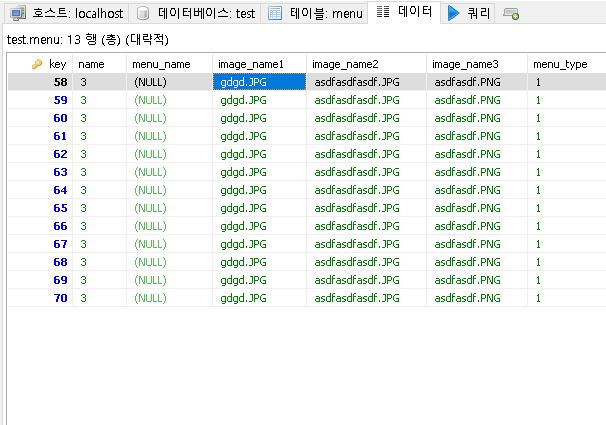 호스트: localhost 데이터베이스: test 테이블: menu 데이터 쿼리
test.menu: 13 행 (총) (대략적)
key name menu_name image_name1 image_name2 image_name3 menu_type
58 3 (NULL) gdgd.JPG asdfasdfasdf.JPG asdfasdf.PNG 1
59 3 (NULL) gdgd.JPG asdfasdfasdf.JPG asdfasdf.PNG 1
60 3 (NULL) gdgd.JPG asdfasdfasdf.JPG asdfasdf.PNG 1
61 3 (NULL) gdgd.JPG asdfasdfasdf.JPG asdfasdf.PNG 1
62 3 (NULL) gdgd.JPG asdfasdfasdf.JPG asdfasdf.PNG 1
63 3 (NULL) gdgd.JPG asdfasdfasdf.JPG asdfasdf.PNG 1
64 3 (NULL) gdgd.JPG asdfasdfasdf.JPG asdfasdf.PNG 1
65 3 (NULL) gdgd.JPG asdfasdfasdf.JPG asdfasdf.PNG 1
66 3 (NULL) gdgd.JPG asdfasdfasdf.JPG asdfasdf.PNG 1
67 3 (NULL) gdgd.JPG asdfasdfasdf.JPG asdfasdf.PNG 1
68 3 (NULL) gdgd.JPG asdfasdfasdf.JPG asdfasdf.PNG 1
69 3 (NULL) gdgd.JPG asdfasdfasdf.JPG asdfasdf.PNG 1
70 3 (NULL) gdgd.JPG asdfasdfasdf.JPG asdfasdf.PNG 1